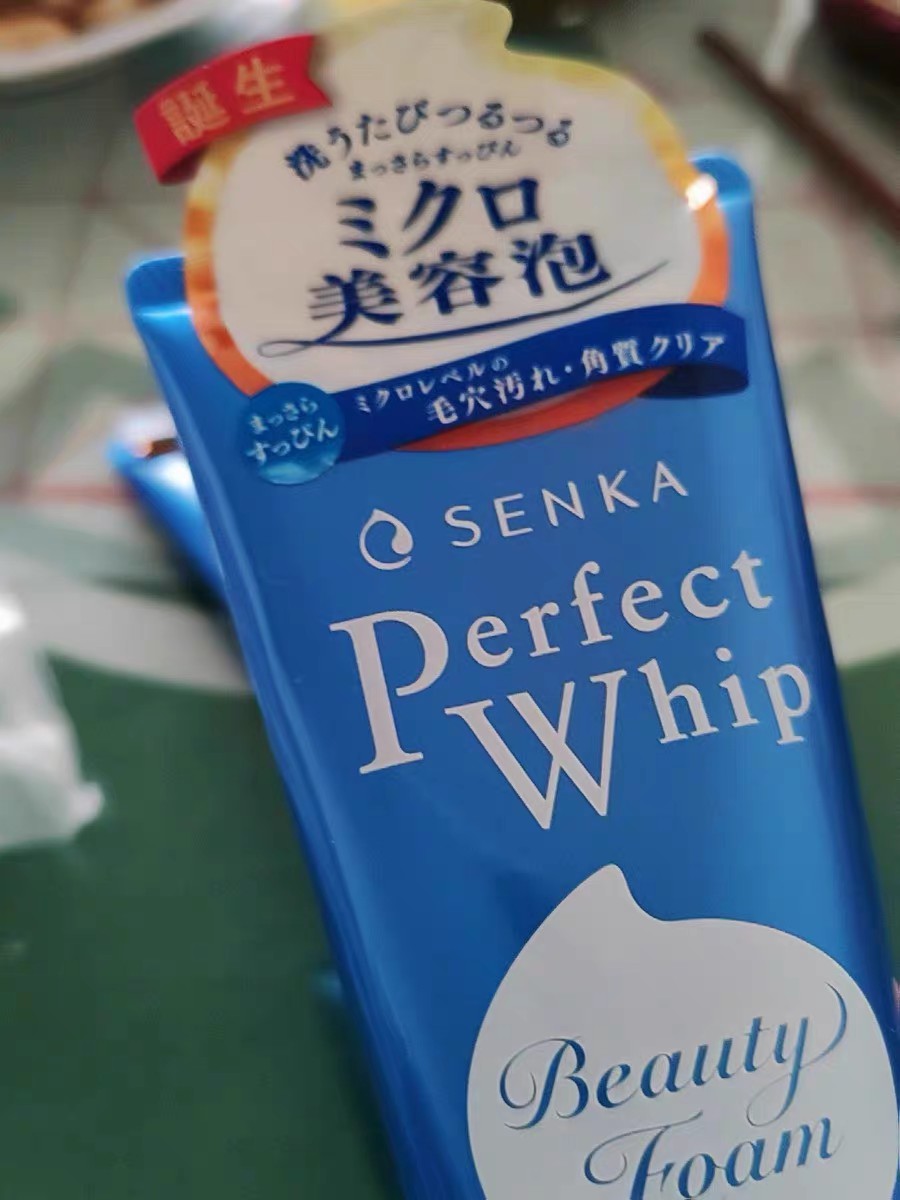 誕生
洗うたびつるつる
まっさらすっぴん
ミクロ
美容泡
ミクロレベルの
毛穴汚れ・角質クリア
まっさら
すっぴん
SENKA
Perfect
Whip
Beauty
Foam